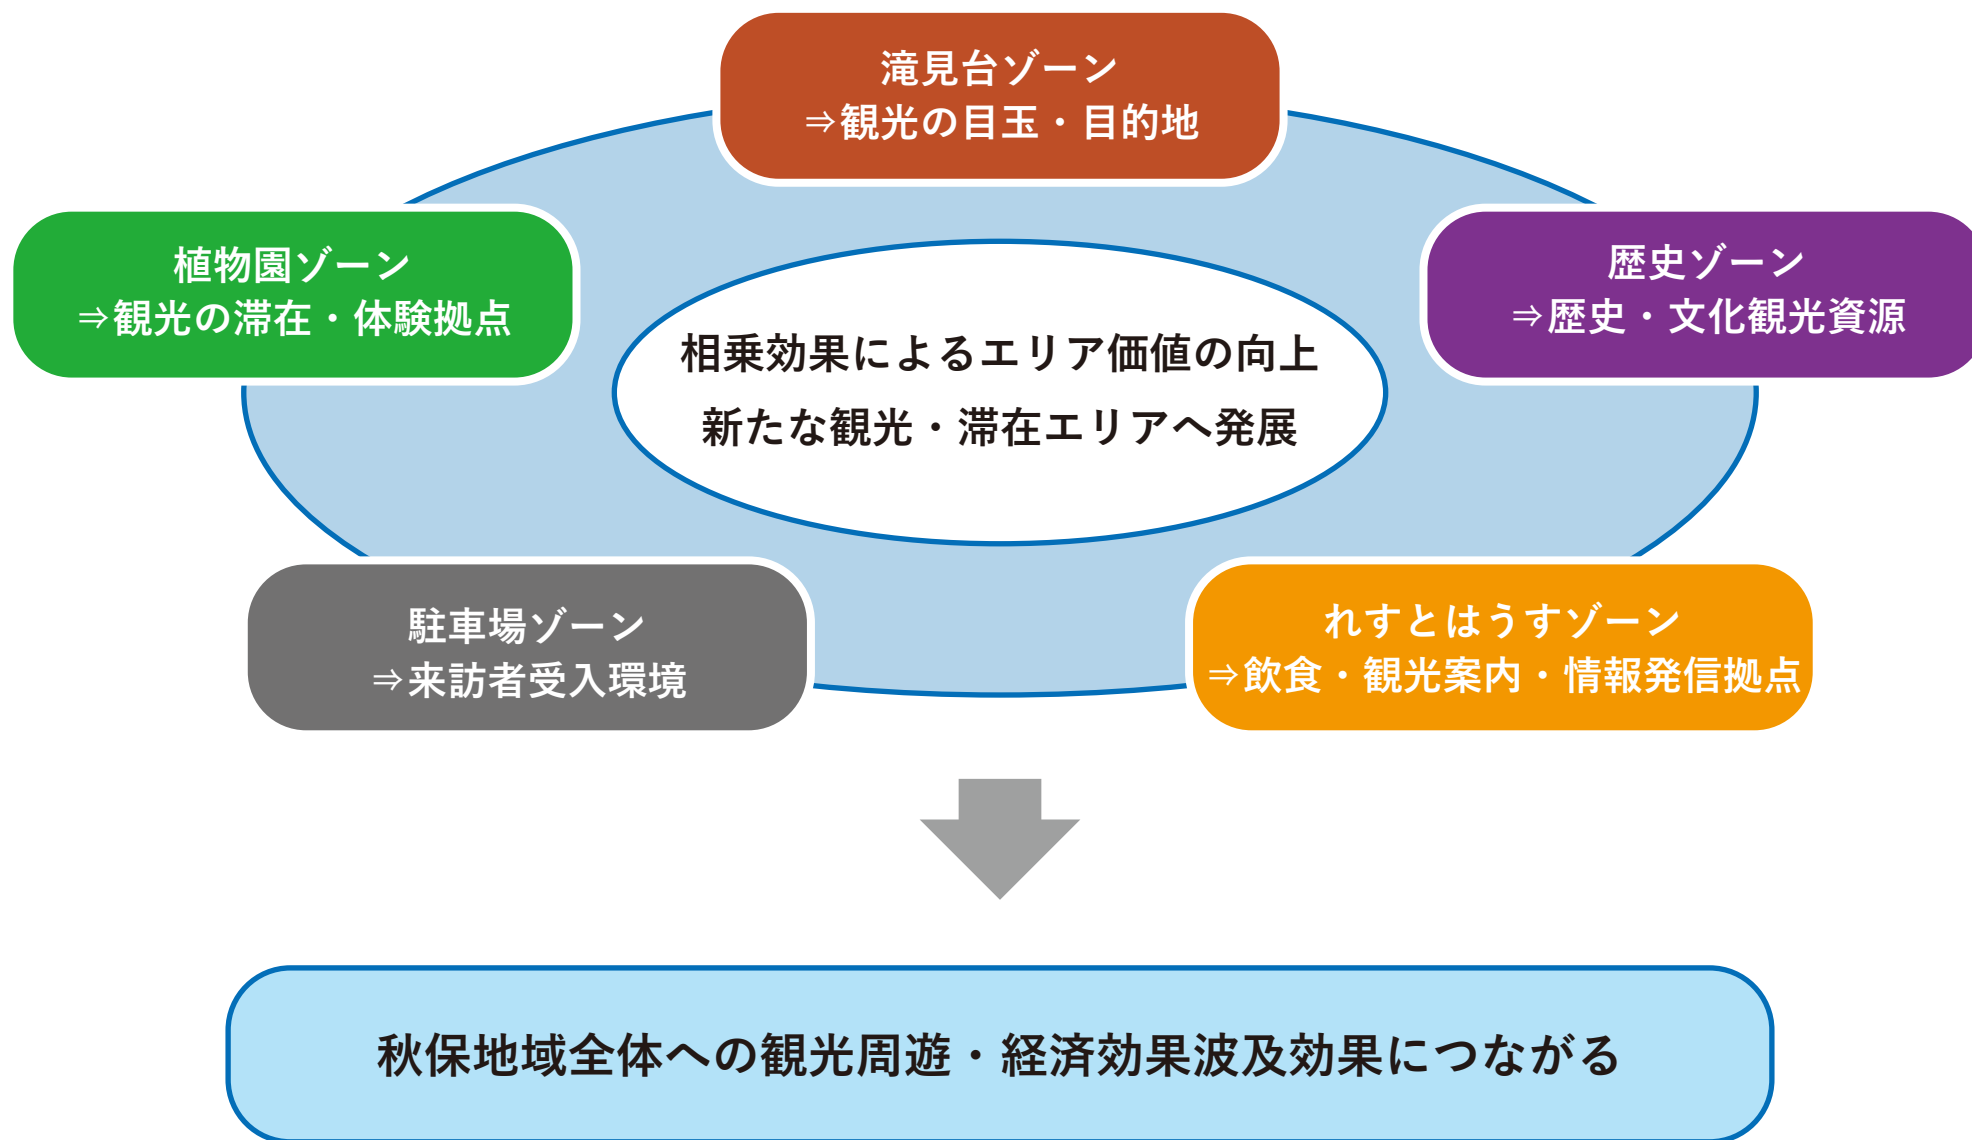 滝見台ゾーン
⇒観光の目玉・目的地
植物園ゾーン
⇒観光の滞在・体験拠点
歴史ゾーン
⇒歴史・文化観光資源
相乗効果によるエリア価値の向上
新たな観光・滞在エリアへ発展
駐車場ゾーン
⇒来訪者受入環境
れすとはうすゾーン
⇒飲食・観光案内・情報発信拠点
秋保地域全体への観光周遊・経済効果波及効果につながる